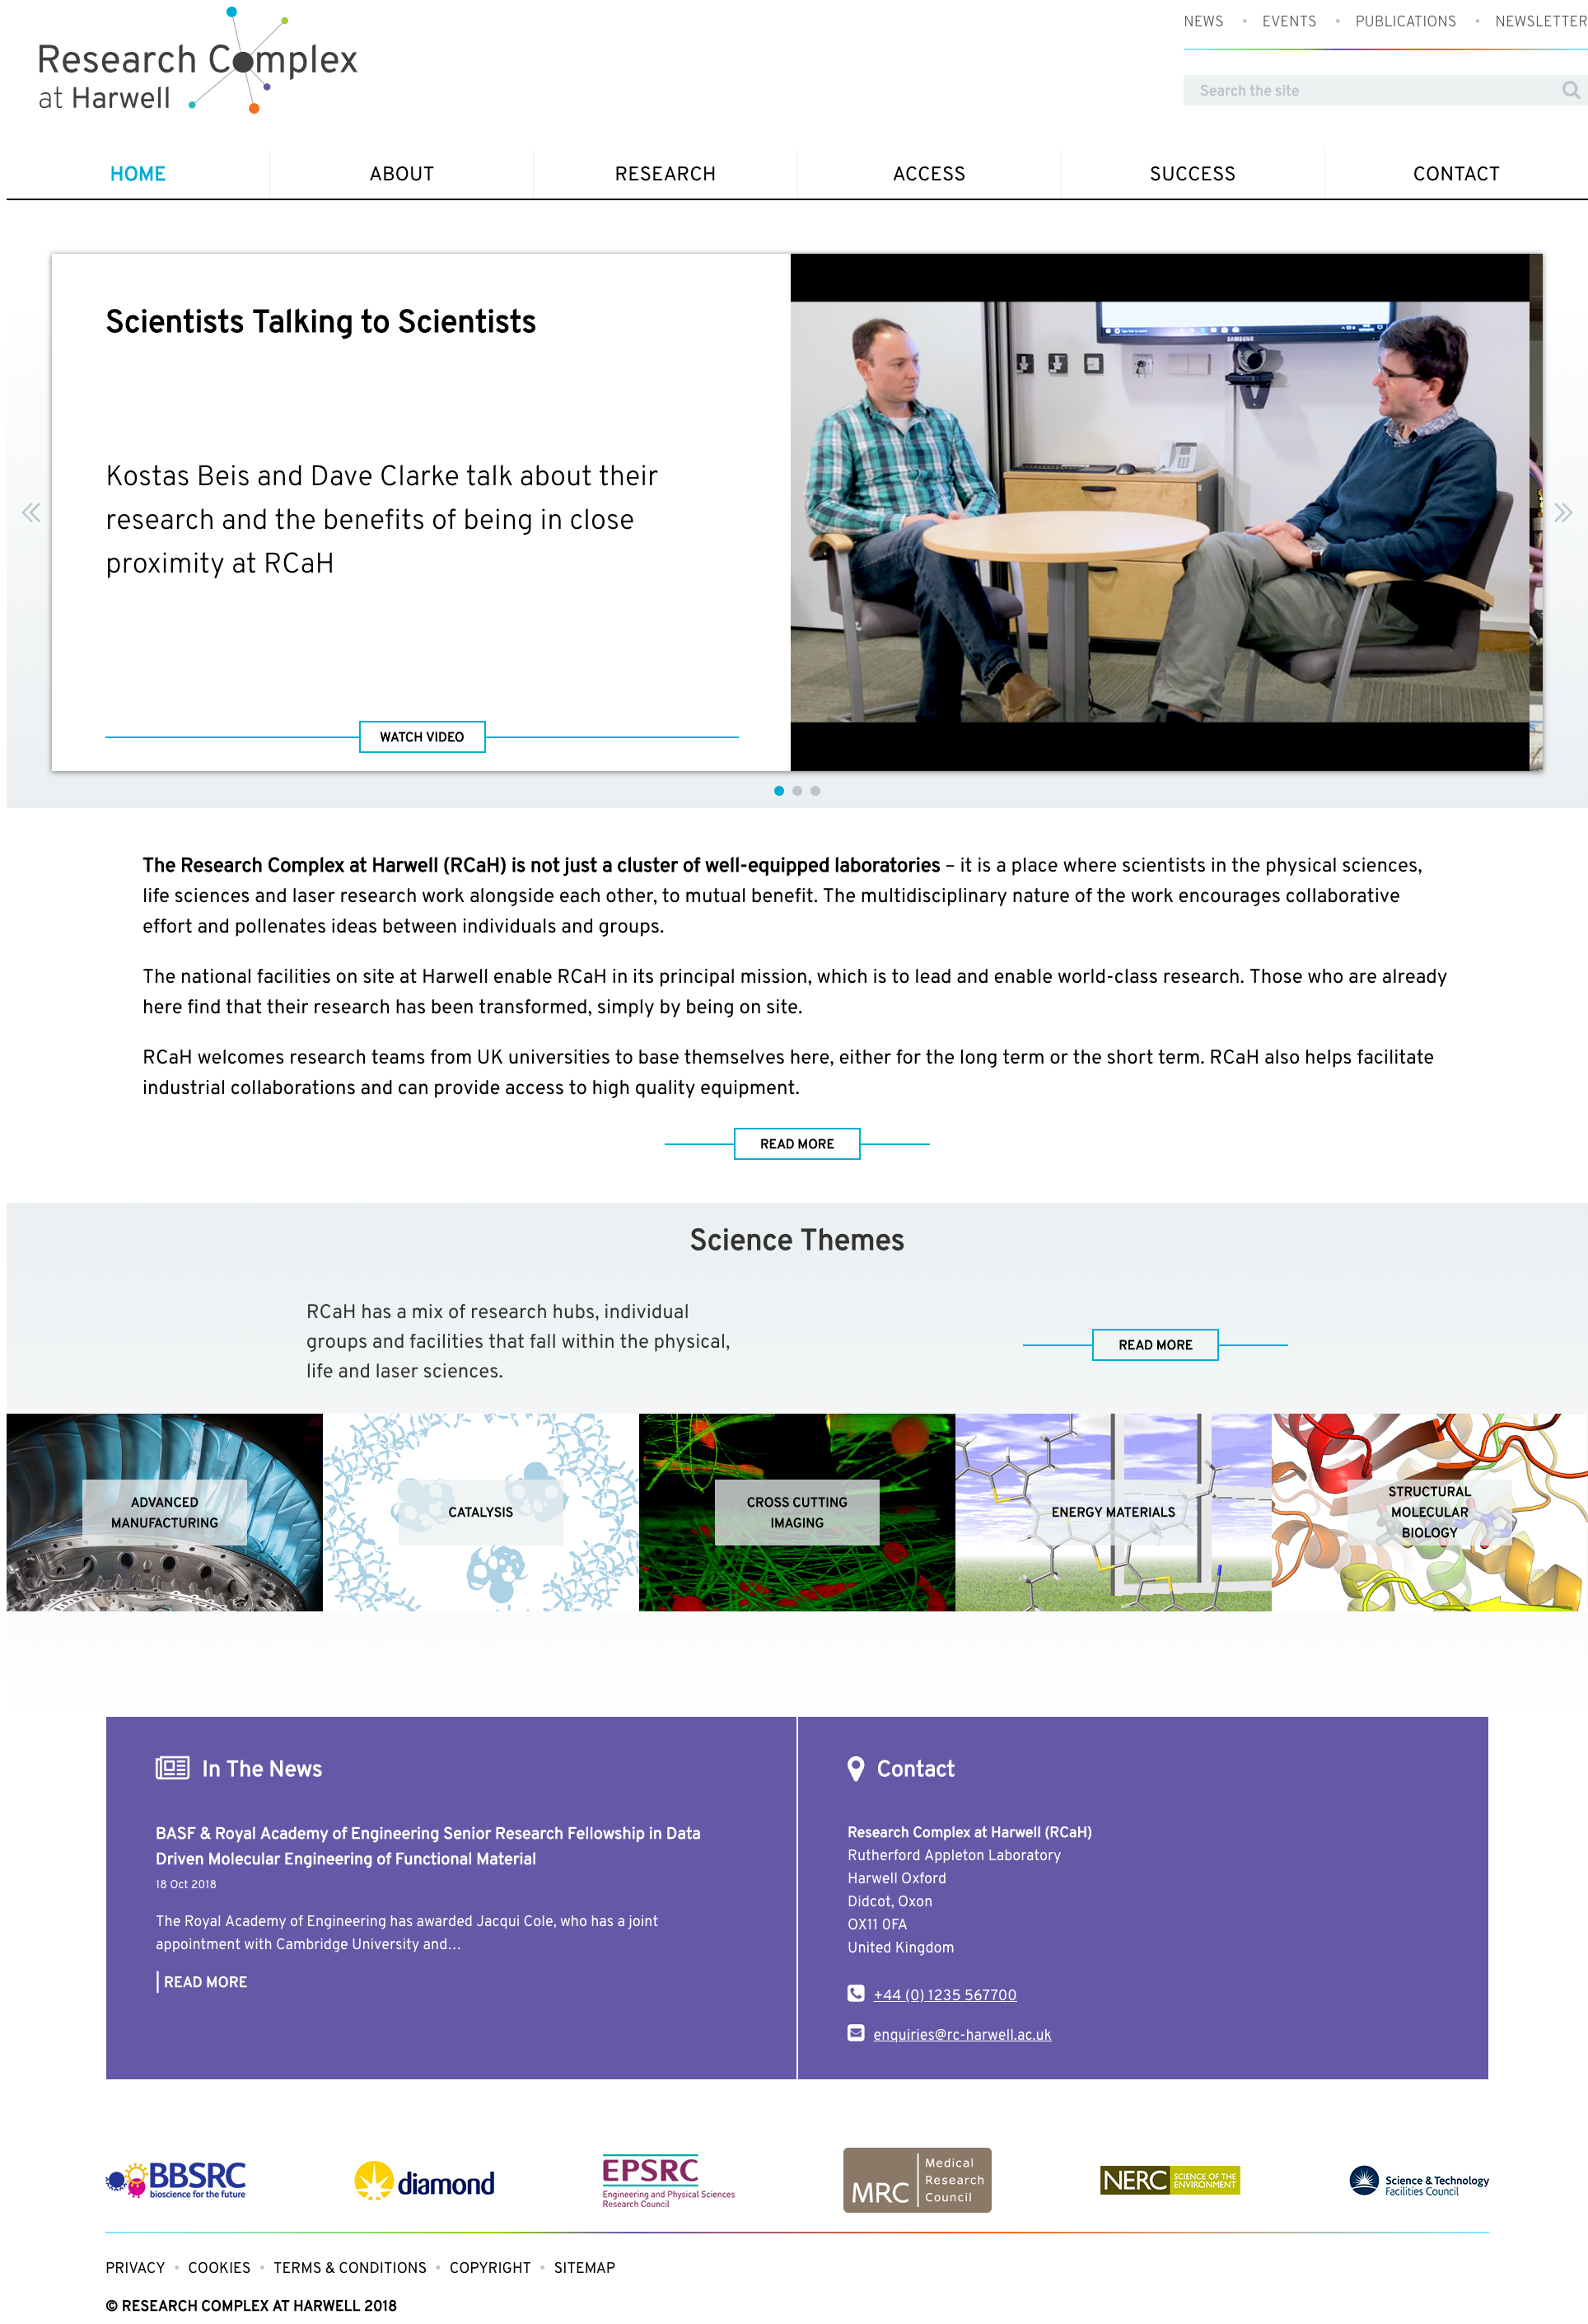 Research Complex
at Harwell
NEWS • EVENTS • PUBLICATIONS • NEWSLETTER
Search the site
HOME
ABOUT
RESEARCH
ACCESS
SUCCESS
CONTACT
Scientists Talking to Scientists
Kostas Beis and Dave Clarke talk about their
research and the benefits of being in close
proximity at RCaH
WATCH VIDEO
SAMSUNG
The Research Complex at Harwell (RCaH) is not just a cluster of well-equipped laboratories – it is a place where scientists in the physical sciences,
life sciences and laser research work alongside each other, to mutual benefit. The multidisciplinary nature of the work encourages collaborative
effort and pollenates ideas between individuals and groups.
The national facilities on site at Harwell enable RCaH in its principal mission, which is to lead and enable world-class research. Those who are already
here find that their research has been transformed, simply by being on site.
RCaH welcomes research teams from UK universities to base themselves here, either for the long term or the short term. RCaH also helps facilitate
industrial collaborations and can provide access to high quality equipment.
READ MORE
Science Themes
RCaH has a mix of research hubs, individual
groups and facilities that fall within the physical,
life and laser sciences.
READ MORE
ADVANCED
MANUFACTURING
CATALYSIS
CROSS CUTTING
IMAGING
ENERGY MATERIALS
STRUCTURAL
MOLECULAR
BIOLOGY
In The News
BASF & Royal Academy of Engineering Senior Research Fellowship in Data
Driven Molecular Engineering of Functional Material
18 Oct 2018
The Royal Academy of Engineering has awarded Jacqui Cole, who has a joint
appointment with Cambridge University and…
READ MORE
Contact
Research Complex at Harwell (RCaH)
Rutherford Appleton Laboratory
Harwell Oxford
Didcot, Oxon
OX11 0FA
United Kingdom
+44 (0) 1235 567700
enquiries@rc-harwell.ac.uk
BBSRC
bioscience for the future
diamond
EPSRC
Engineering and Physical Sciences
Research Council
MRC
Medical
Research
Council
NERC
SCIENCE OF THE
ENVIRONMENT
Science & Technology
Facilities Council
PRIVACY • COOKIES • TERMS & CONDITIONS • COPYRIGHT • SITEMAP
© RESEARCH COMPLEX AT HARWELL 2018